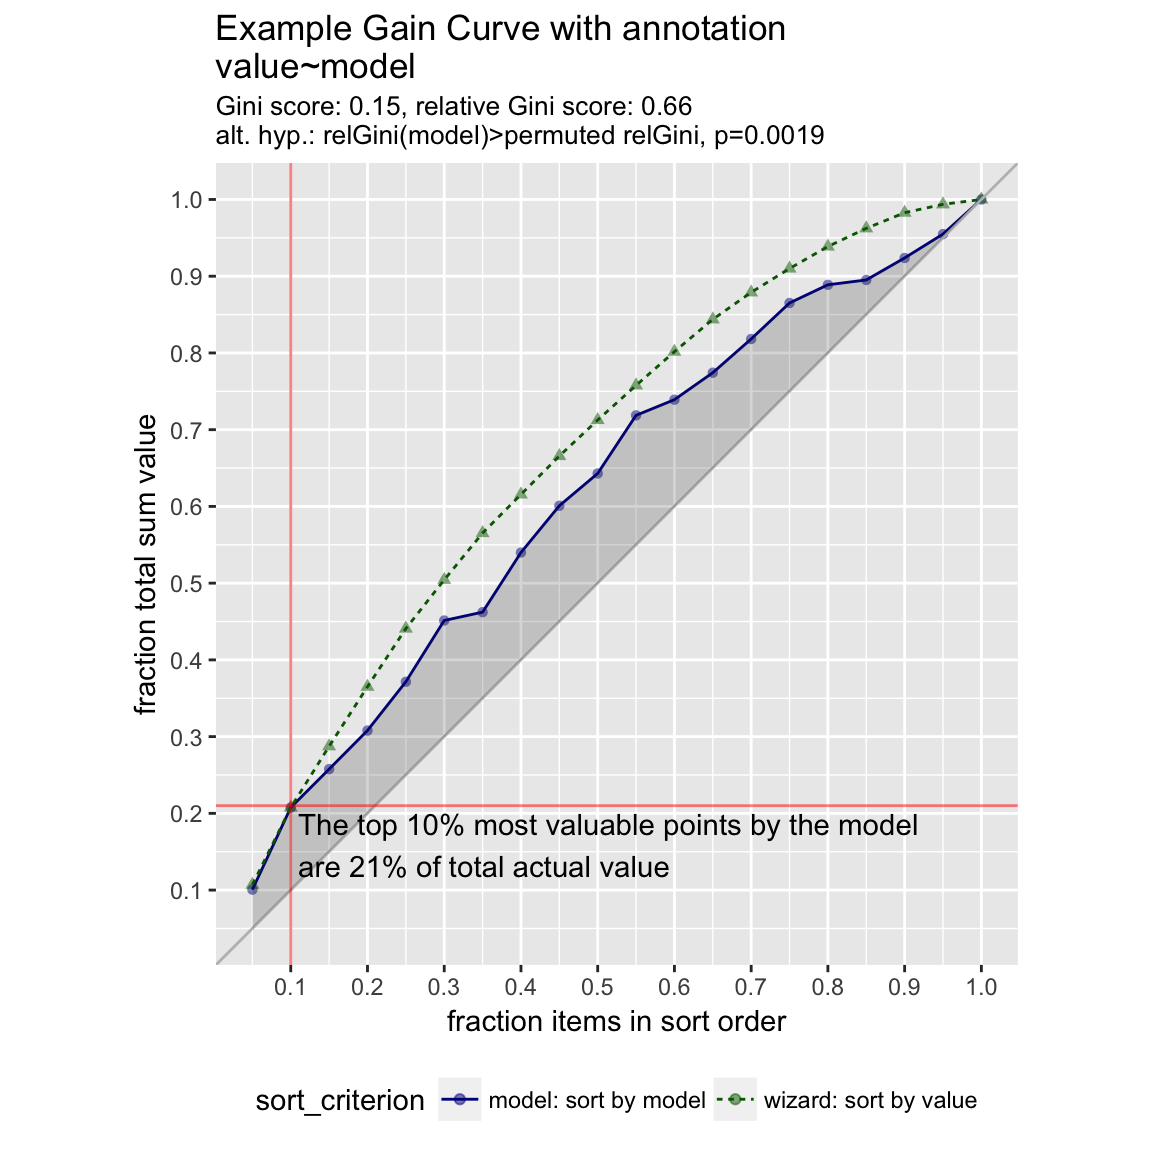 Example Gain Curve with annotation
value~model
Gini score: 0.15, relative Gini score: 0.66
alt. hyp.: relGini(model)>permuted relGini, p=0.0019
fraction total sum value
1.0
0.9
0.8
0.7
0.6
0.5
0.4
0.3
0.2
0.1
The top 10% most valuable points by the model
are 21% of total actual value
0.1 0.2 0.3 0.4 0.5 0.6 0.7 0.8 0.9 1.0
fraction items in sort order
sort_criterion model: sort by model wizard: sort by value